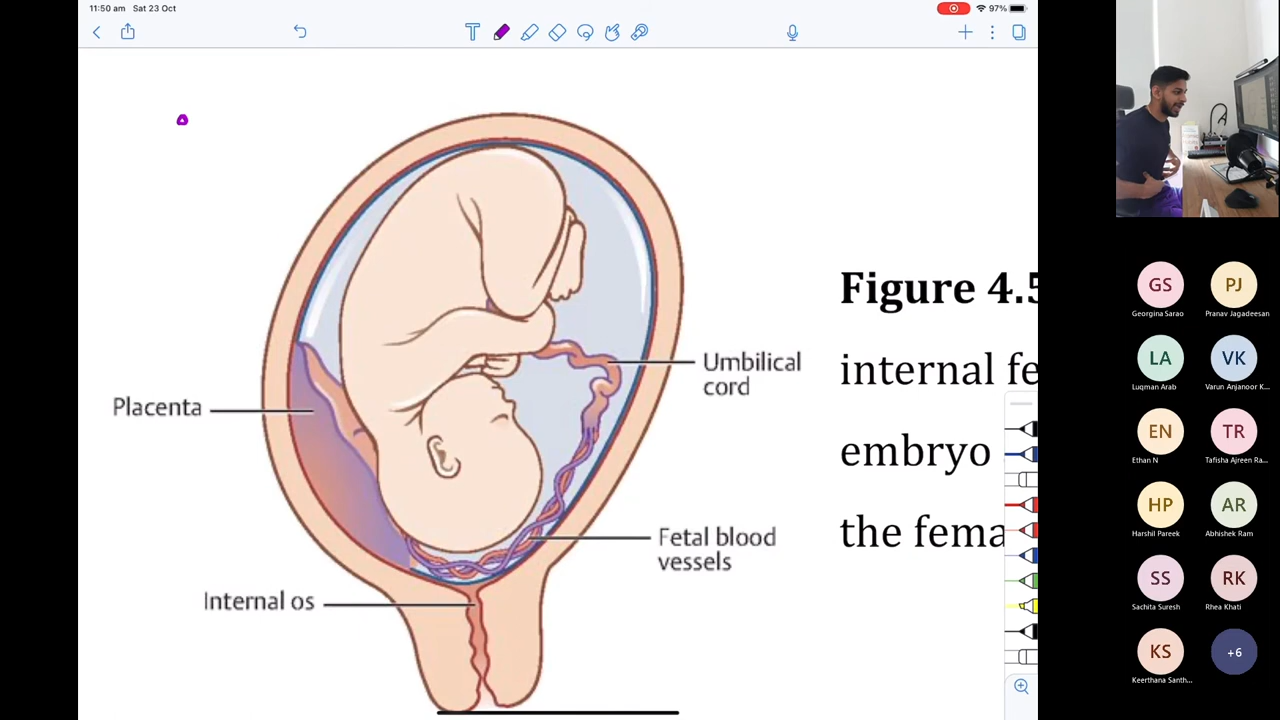 11:50 am Sat 23 Oct
97%
T
Figure 4.5
internal fe
embryo
the fema
Umbilical
cord
Placenta
Fetal blood
vessels
Internal os
GS PJ
Georgina Sarao Pranav Jagadeesan
LA VK
Luqman Arab Varun Anjanoor K...
EN TR
Ethan N Tafisha Ajreen Ra...
HP AR
Harshil Pareek Abhishek Ram
SS RK
Sachita Suresh Rhea Khati
KS +6
Keerthana Santh...